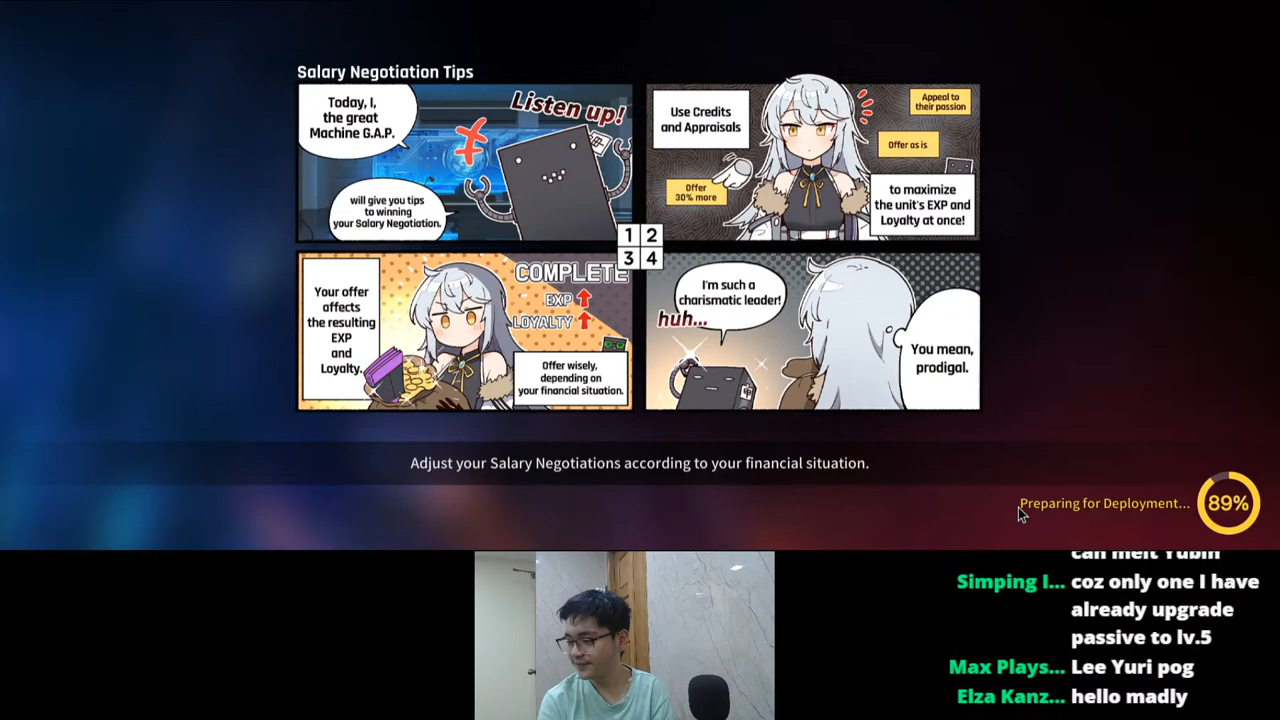 Salary Negotiation Tips
Today, I,
the great
Machine G.A.P.
Listen up!
will give you tips
to winning
your Salary Negotiation.
Use Credits
and Appraisals
Appeal to
their passion
Offer as is
Offer
30% more
to maximize
the unit's EXP and
Loyalty at once!
1 2
3 4
Your offer
affects
the resulting
EXP
and
Loyalty.
COMPLETE
EXP
LOYALTY
Offer wisely,
depending on
your financial situation.
I'm such a
charismatic leader!
huh...
You mean,
prodigal.
Adjust your Salary Negotiations according to your financial situation.
Preparing for Deployment...
89%
can melt Yubin
Simping I... coz only one I have
already upgrade
passive to lv.5
Max Plays... Lee Yuri pog
Elza Kanz... hello madly